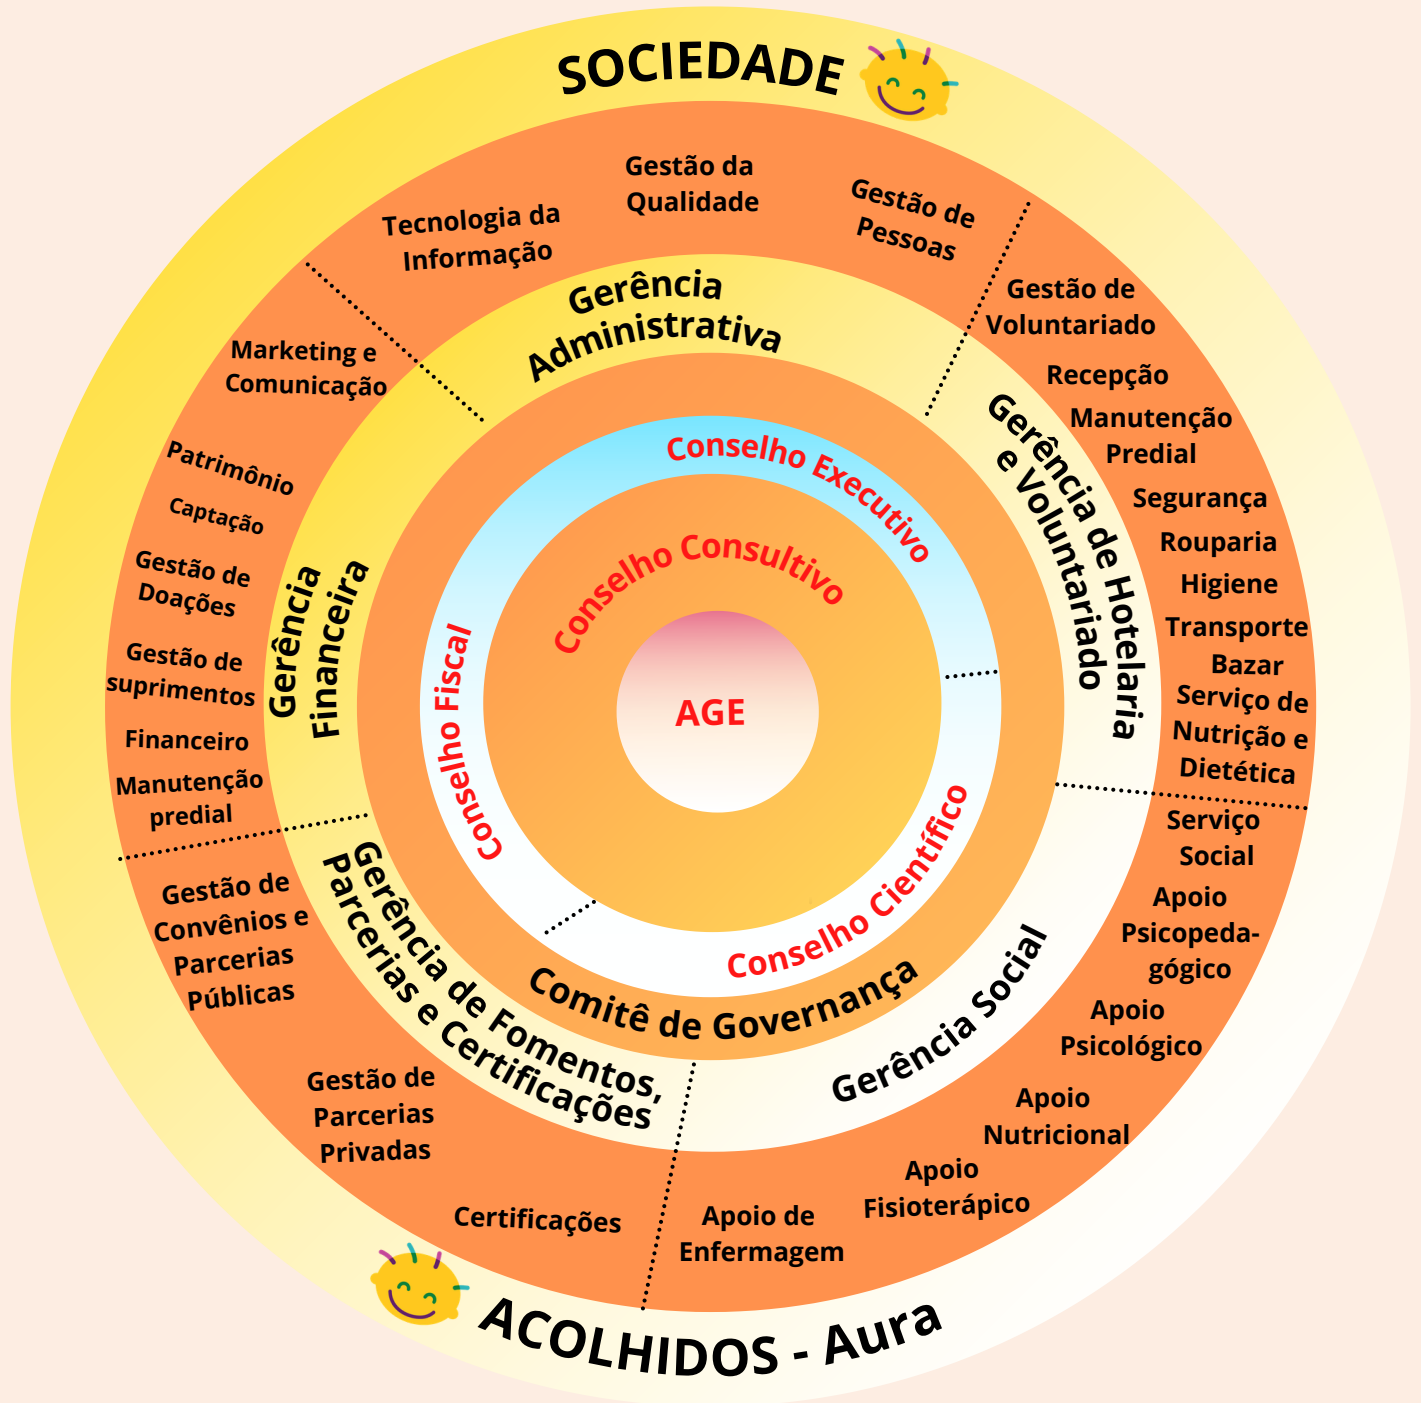 SOCIEDADE
Gestão da
Qualidade
Tecnologia da
Informação
Gestão de
Pessoas
Gerência
Administrativa
Gestão de
Voluntariado
Recepção
Manutenção
Predial
Segurança
Rouparia
Higiene
Transporte
Bazar
Serviço de
Nutrição e
Dietética
Gerência de Hotelaria
e Voluntariado
Marketing e
Comunicação
Patrimônio
Captação
Gestão de
Doações
Gestão de
suprimentos
Financeiro
Manutenção
predial
Gerência
Financeira
Conselho Executivo
Conselho Consultivo
Conselho Fiscal
AGE
Conselho Científico
Comitê de Governança
Serviço
Social
Apoio
Psicopeda-
gógico
Apoio
Psicológico
Apoio
Nutricional
Apoio
Fisioterápico
Apoio de
Enfermagem
Gerência Social
Gerência de Fomentos,
Parcerias e Certificações
Gestão de
Convênios e
Parcerias
Públicas
Gestão de
Parcerias
Privadas
Certificações
ACOLHIDOS - Aura